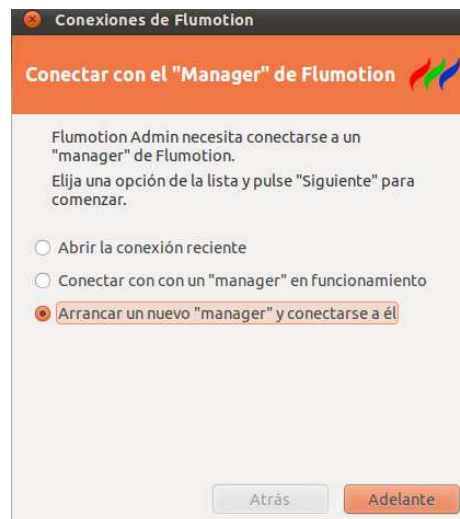 Conexiones de Flumotion
Conectar con el "Manager" de Flumotion
Flumotion Admin necesita conectarse a un
"manager" de Flumotion.
Elija una opción de la lista y pulse "Siguiente" para
comenzar.
Abrir la conexión reciente
Conectar con con un "manager" en funcionamiento
Arrancar un nuevo "manager" y conectarse a él
Atrás
Adelante